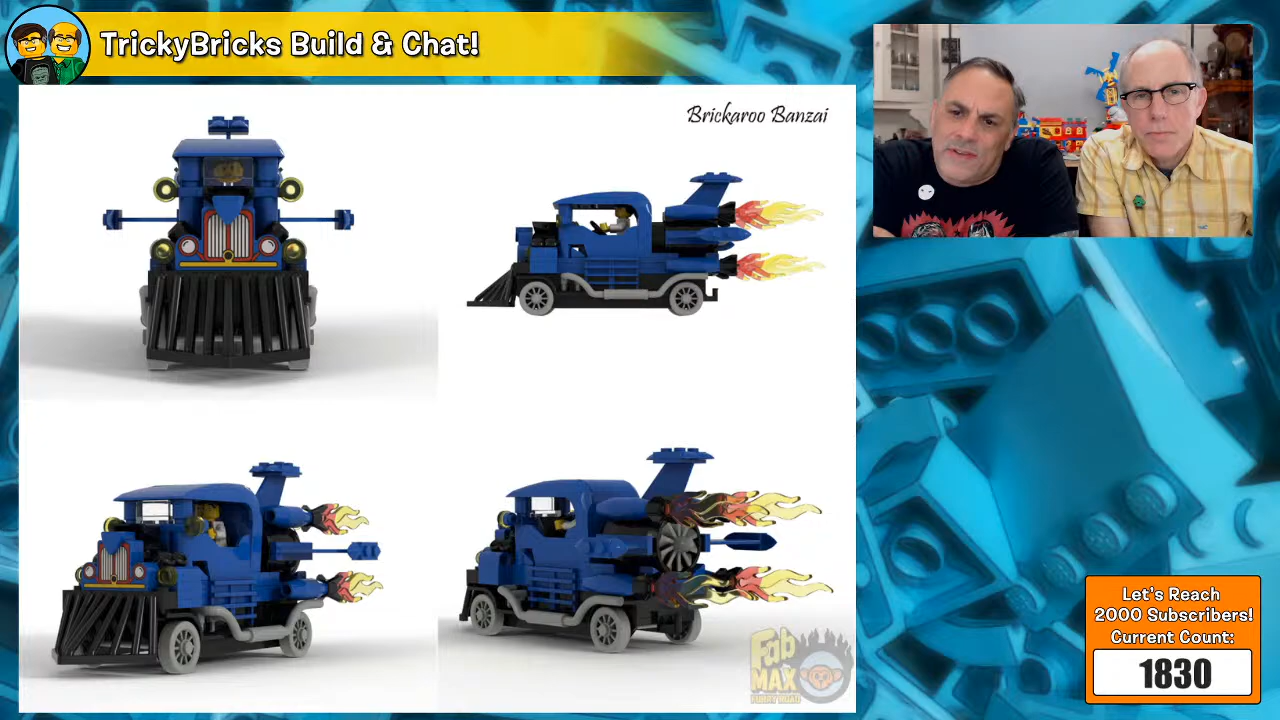 TrickyBricks Build & Chat!
Brickaroo Banzai
Fab
MAX
Let's Reach
2000 Subscribers!
Current Count:
1830